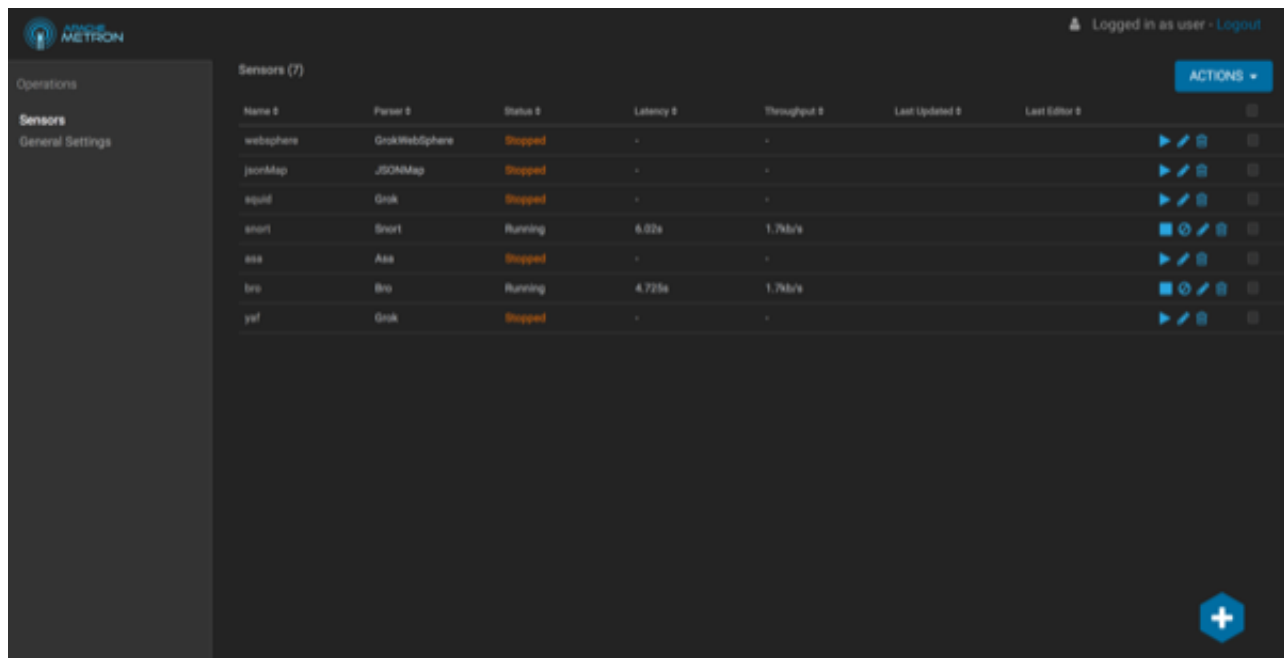 APACHE
METRON
Logged in as user - Logout
Operations
Sensors
General Settings
Sensors (7)
ACTIONS
Name Parser Status Latency Throughput Last Updated Last Editor
websphere GrokWebSphere Stopped - -
jsonMap JSONMap Stopped - -
squid Grok Stopped - -
snort Snort Running 6.02s 1.7kb/s
asa Asa Stopped - -
bro Bro Running 4.725s 1.7kb/s
yaf Grok Stopped - -